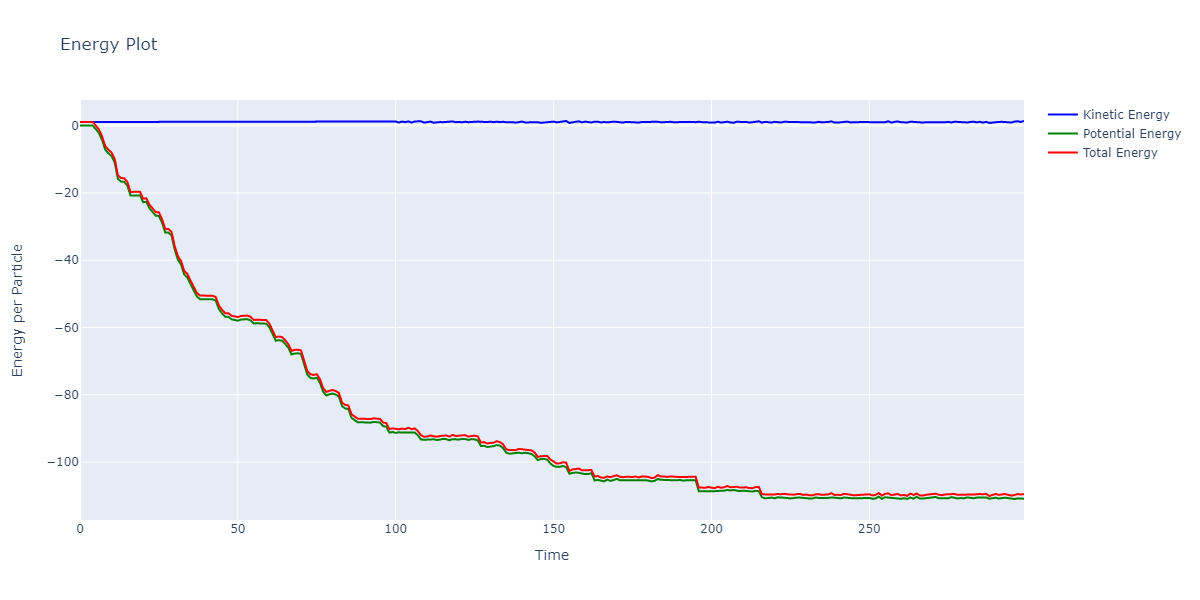 Energy Plot
Kinetic Energy
Potential Energy
Total Energy
0
−20
−40
−60
−80
−100
Energy per Particle
0
50
100
150
200
250
Time